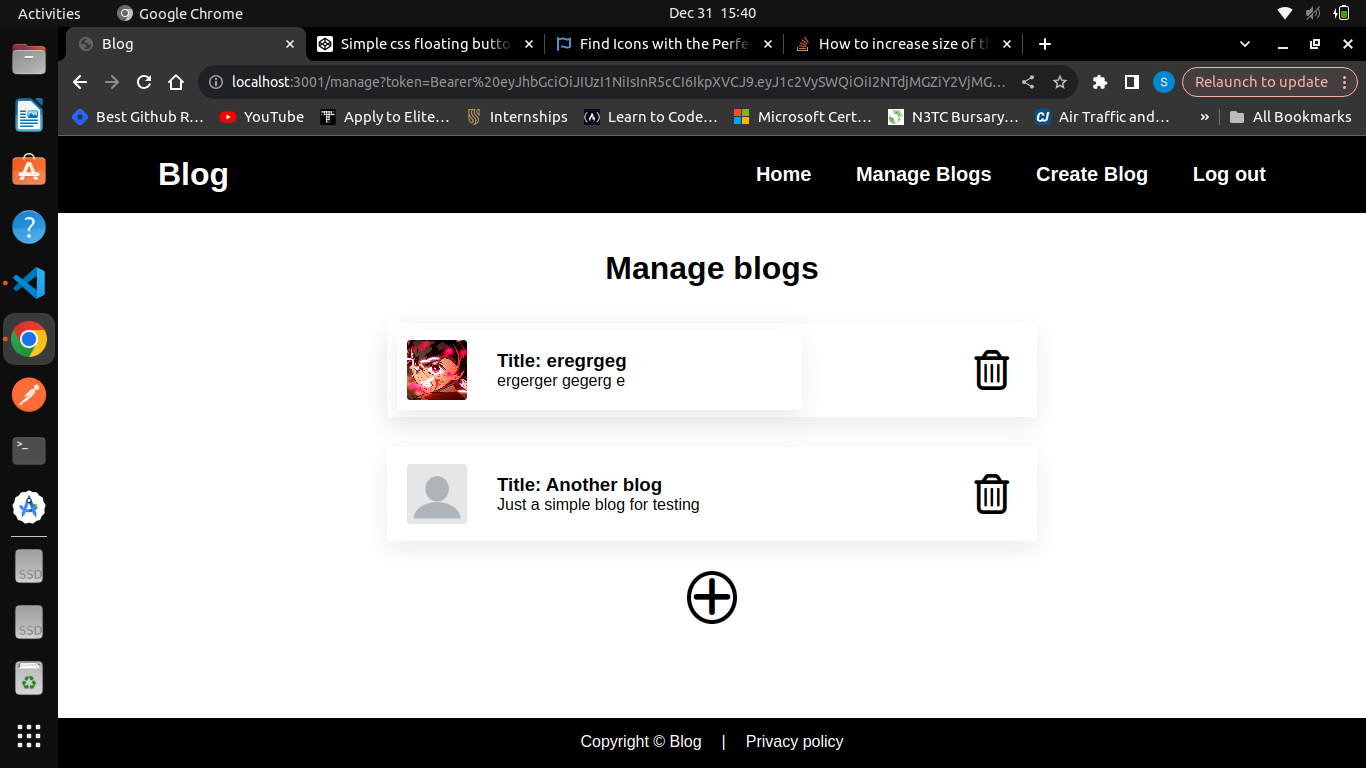 Activities
Google Chrome
Dec 31 15:40
Blog
Simple css floating butto
Find Icons with the Perfe
How to increase size of t
localhost:3001/manage?token=Bearer%20eyJhbGciOiJIUzI1NiIsInR5cCI6IkpXVCJ9.eyJ1c2VySWQiOiI2NTdjMGZiY2VjMG...
S
Relaunch to update
Best Github R...
YouTube
Apply to Elite...
Internships
Learn to Code...
Microsoft Cert...
N3TC Bursary...
Air Traffic and...
»
All Bookmarks
Blog
Home
Manage Blogs
Create Blog
Log out
Manage blogs
Title: eregrgeg
ergerger gegerg e
Title: Another blog
Just a simple blog for testing
Copyright © Blog | Privacy policy
SSD
SSD